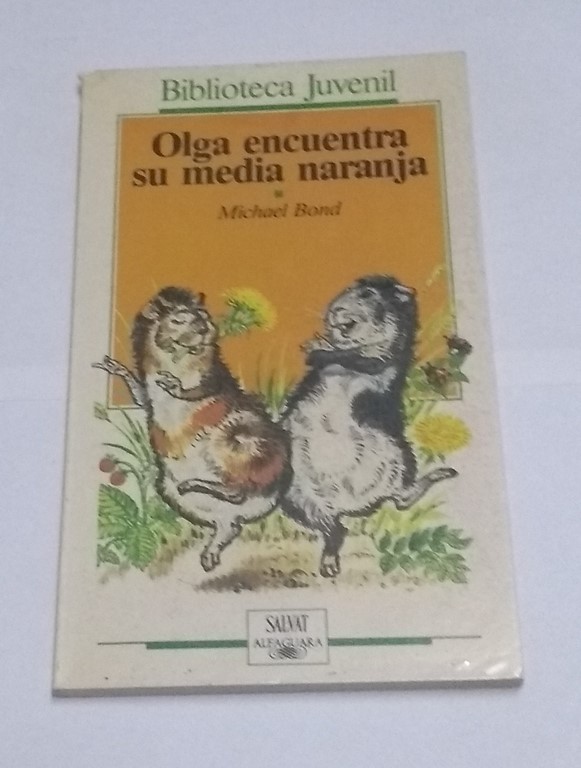 Biblioteca Juvenil
Olga encuentra
su media naranja
Michael Bond
SALVAT
ALFAGUARA